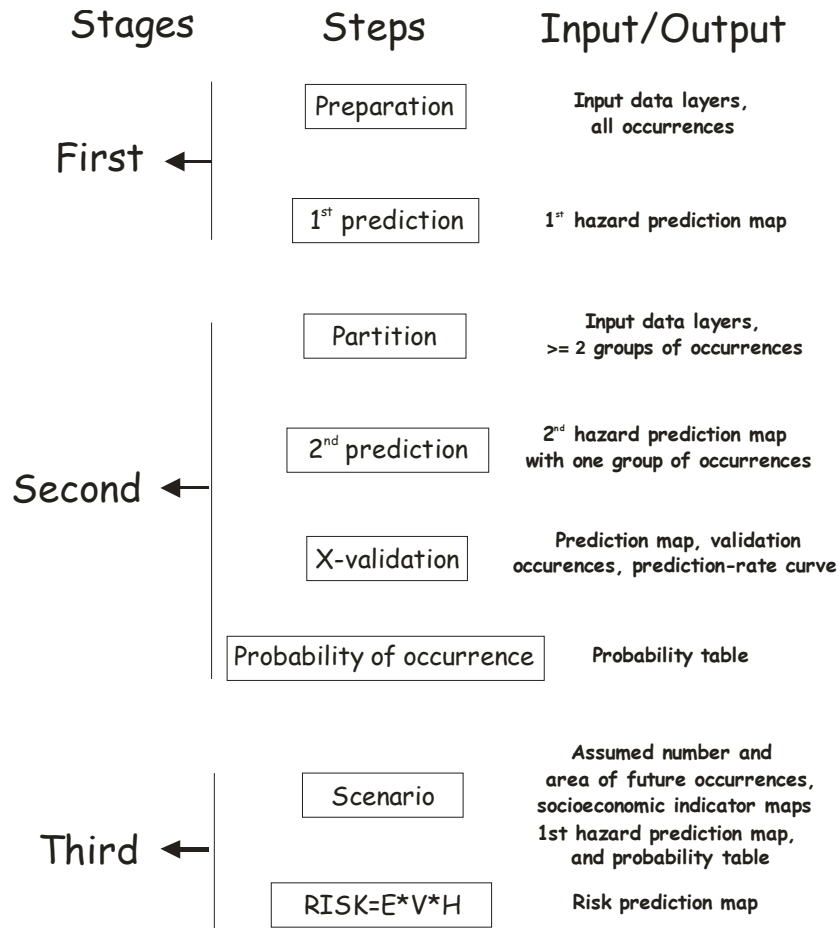 Stages Steps Input/Output
Preparation
Input data layers,
all occurrences
First
1st prediction
1st hazard prediction map
Partition
Input data layers,
>= 2 groups of occurrences
2nd prediction
2nd hazard prediction map
with one group of occurrences
Second
X-validation
Prediction map, validation
occurences, prediction-rate curve
Probability of occurrence
Probability table
Scenario
Assumed number and
area of future occurrences,
socioeconomic indicator maps
1st hazard prediction map,
and probability table
Third
RISK=E*V*H
Risk prediction map